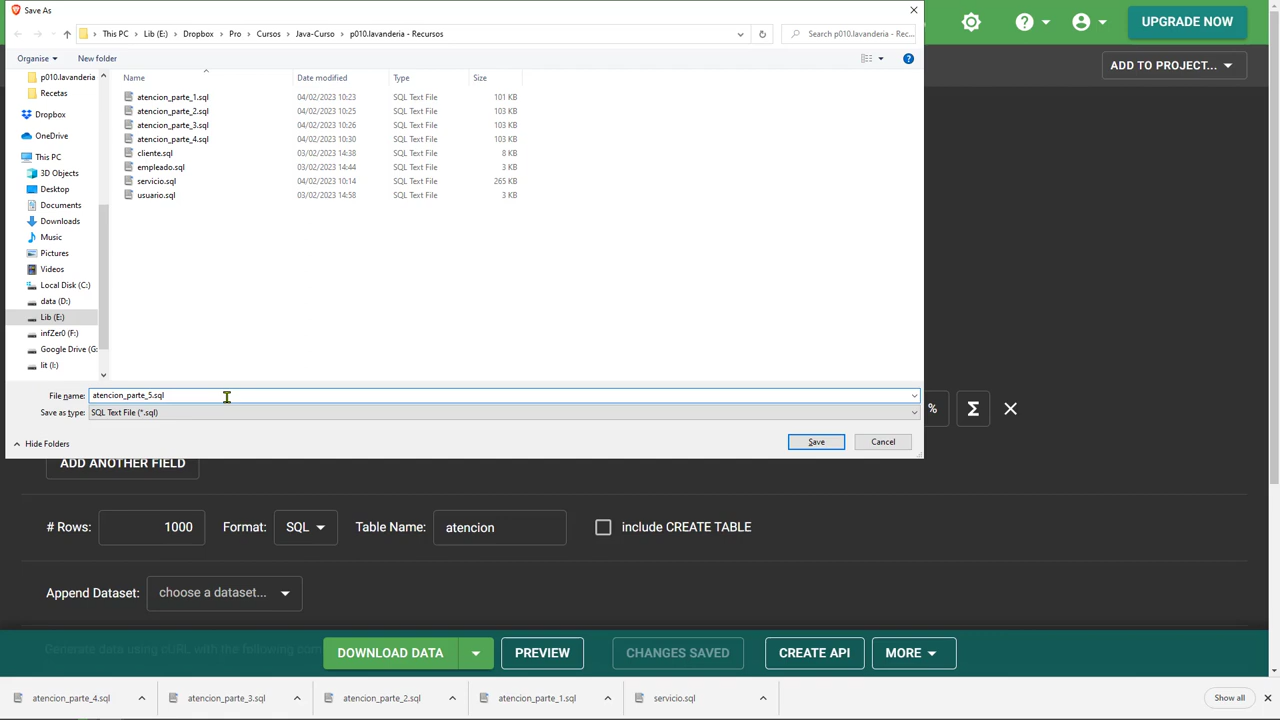 Save As
This PC > Lib (E:) > Dropbox > Pro > Cursos > Java-Curso > p010.lavanderia - Recursos
Search p010.lavanderia - Rec...
UPGRADE NOW
Organise
New folder
ADD TO PROJECT...
Name Date modified Type Size
p010.lavanderia
Recetas
Dropbox
OneDrive
This PC
3D Objects
Desktop
Documents
Downloads
Music
Pictures
Videos
Local Disk (C:)
data (D:)
Lib (E:)
infZer0 (F:)
Google Drive (G:
lit (I:)
atencion_parte_1.sql 04/02/2023 10:23 SQL Text File 101 KB
atencion_parte_2.sql 04/02/2023 10:25 SQL Text File 103 KB
atencion_parte_3.sql 04/02/2023 10:26 SQL Text File 103 KB
atencion_parte_4.sql 04/02/2023 10:30 SQL Text File 103 KB
cliente.sql 03/02/2023 14:38 SQL Text File 8 KB
empleado.sql 03/02/2023 14:44 SQL Text File 3 KB
servicio.sql 04/02/2023 10:14 SQL Text File 265 KB
usuario.sql 03/02/2023 14:58 SQL Text File 3 KB
File name: atencion_parte_5.sql
Save as type: SQL Text File (*.sql)
% Σ
Hide Folders
Save
Cancel
ADD ANOTHER FIELD
# Rows: 1000 Format: SQL Table Name: atencion include CREATE TABLE
Append Dataset: choose a dataset...
Generate data using cURL with the following com
DOWNLOAD DATA
PREVIEW
CHANGES SAVED
CREATE API
MORE
atencion_parte_4.sql
atencion_parte_3.sql
atencion_parte_2.sql
atencion_parte_1.sql
servicio.sql
Show all